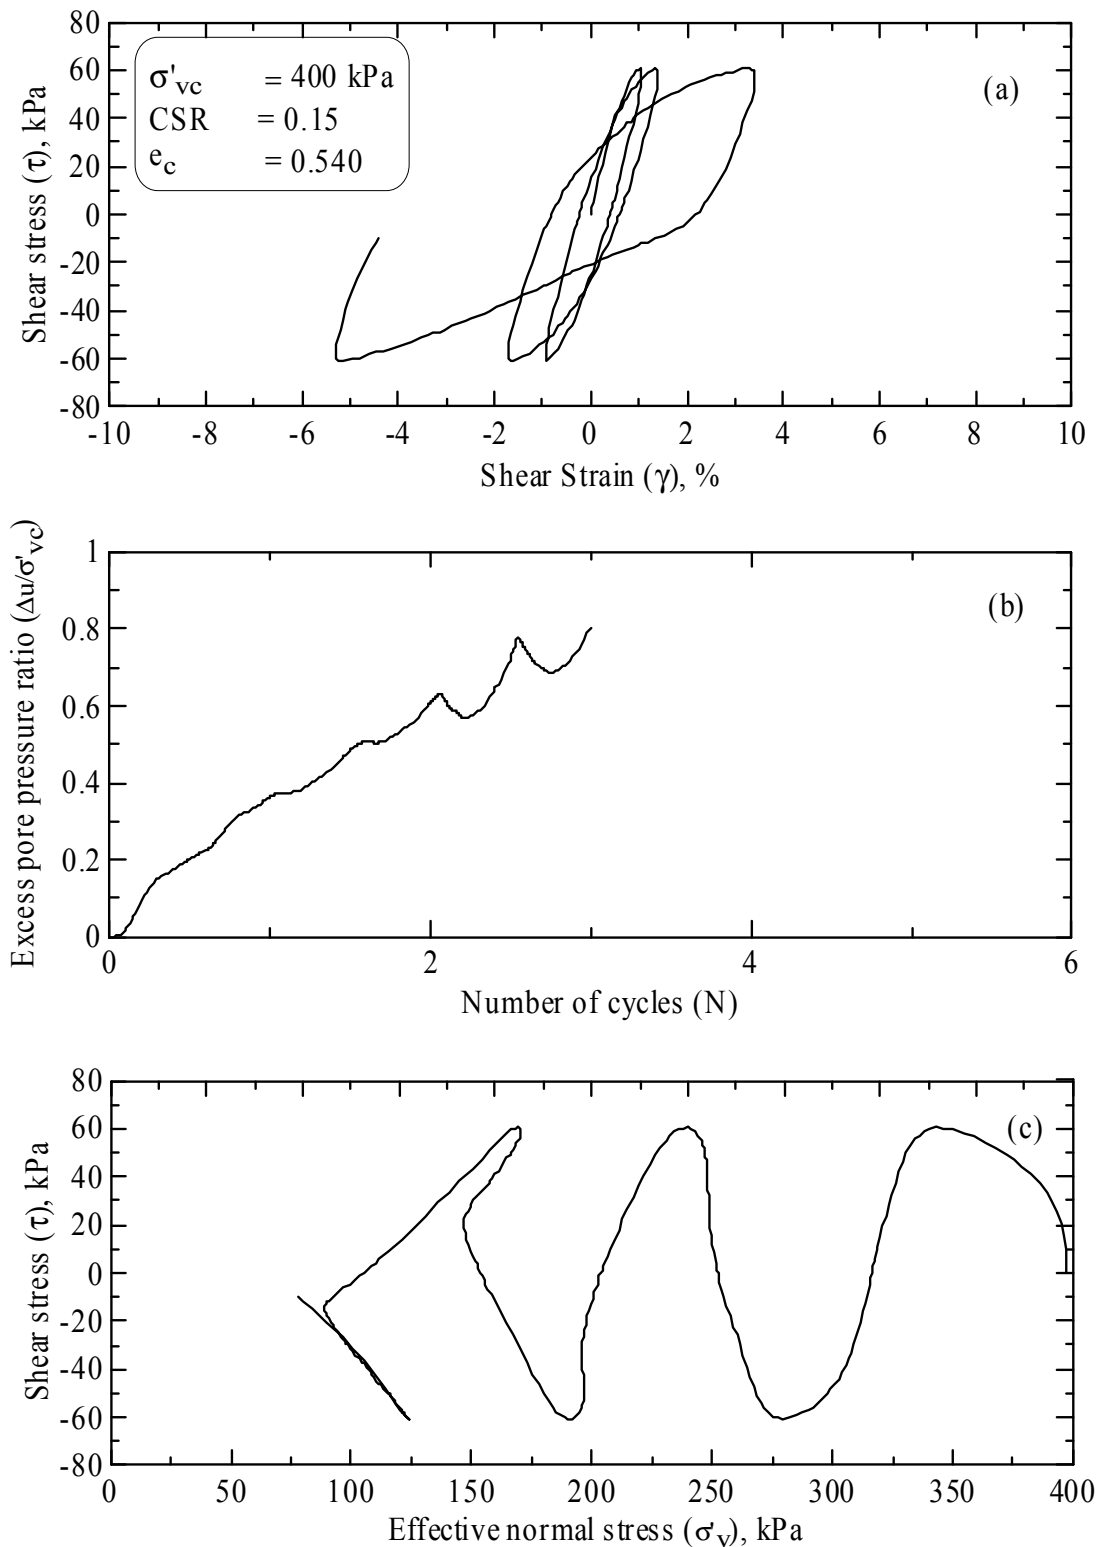 80
60
40
20
0
-20
-40
-60
-80
Shear stress (τ), kPa
σ'vc = 400 kPa
CSR = 0.15
ec = 0.540
(a)
-10 -8 -6 -4 -2 0 2 4 6 8 10
Shear Strain (γ), %
1
0.8
0.6
0.4
0.2
0
Excess pore pressure ratio (Δu/σ'vc)
(b)
0 2 4 6
Number of cycles (N)
80
60
40
20
0
-20
-40
-60
-80
Shear stress (τ), kPa
(c)
0 50 100 150 200 250 300 350 400
Effective normal stress (σ'v), kPa